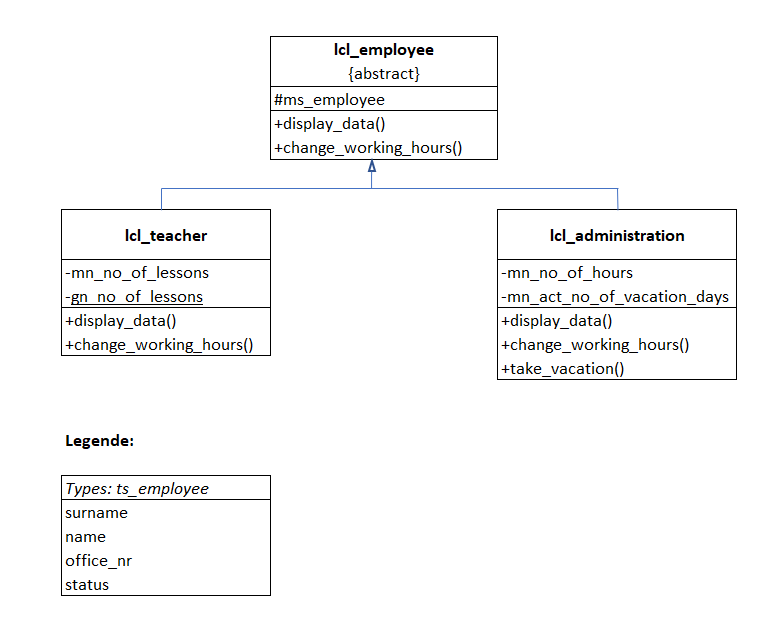 lcl_employee
{abstract}
#ms_employee
+display_data()
+change_working_hours()
lcl_teacher
-mn_no_of_lessons
-gn_no_of_lessons
+display_data()
+change_working_hours()
lcl_administration
-mn_no_of_hours
-mn_act_no_of_vacation_days
+display_data()
+change_working_hours()
+take_vacation()
Legende:
Types: ts_employee
surname
name
office_nr
status